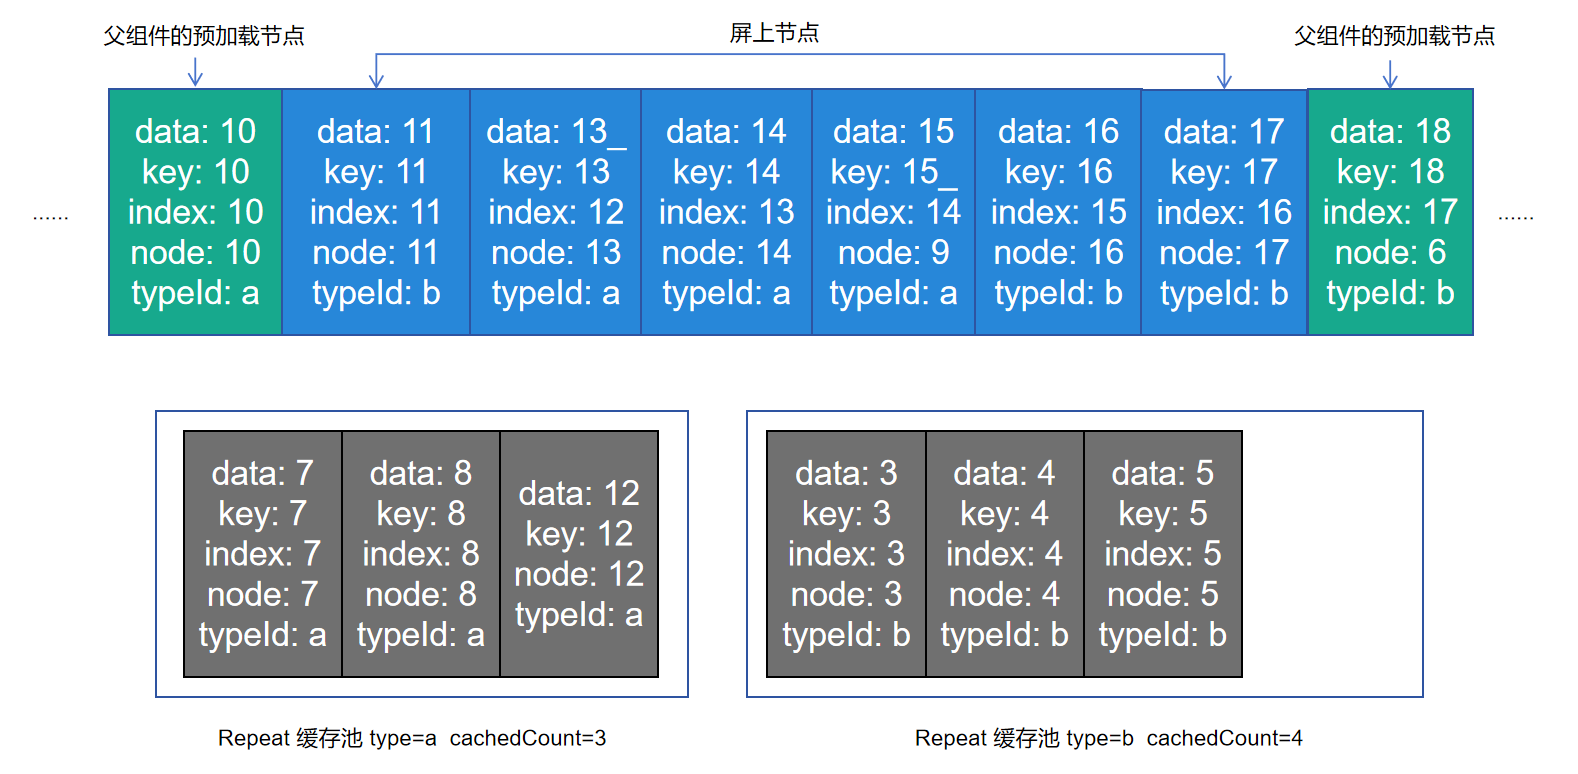 父组件的预加载节点
屏上节点
父组件的预加载节点
......
data: 10
key: 10
index: 10
node: 10
typeId: a
data: 11
key: 11
index: 11
node: 11
typeId: b
data: 13_
key: 13
index: 12
node: 13
typeId: a
data: 14
key: 14
index: 13
node: 14
typeId: a
data: 15
key: 15_
index: 14
node: 9
typeId: a
data: 16
key: 16
index: 15
node: 16
typeId: b
data: 17
key: 17
index: 16
node: 17
typeId: b
data: 18
key: 18
index: 17
node: 6
typeId: b
......
data: 7
key: 7
index: 7
node: 7
typeId: a
data: 8
key: 8
index: 8
node: 8
typeId: a
data: 12
key: 12
node: 12
typeId: a
data: 3
key: 3
index: 3
node: 3
typeId: b
data: 4
key: 4
index: 4
node: 4
typeId: b
data: 5
key: 5
index: 5
node: 5
typeId: b
Repeat 缓存池 type=a  cachedCount=3
Repeat 缓存池 type=b  cachedCount=4